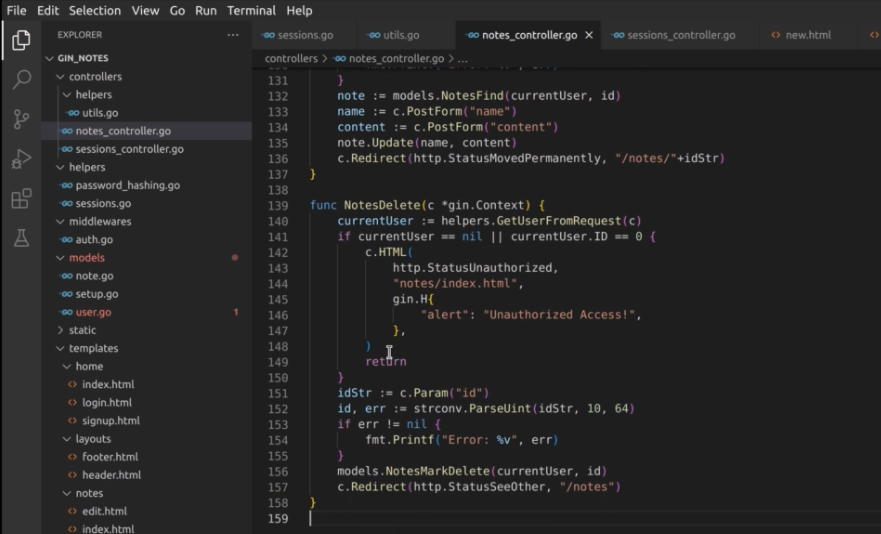 File Edit Selection View Go Run Terminal Help
EXPLORER ...
GIN_NOTES
controllers
helpers
utils.go
notes_controller.go
sessions_controller.go
helpers
password_hashing.go
sessions.go
middlewares
auth.go
models
note.go
setup.go
user.go 1
static
templates
home
index.html
login.html
signup.html
layouts
footer.html
header.html
notes
edit.html
index.html
sessions.go utils.go notes_controller.go sessions_controller.go new.html
controllers > notes_controller.go > ...
131 }
132 note := models.NotesFind(currentUser, id)
133 name := c.PostForm("name")
134 content := c.PostForm("content")
135 note.Update(name, content)
136 c.Redirect(http.StatusMovedPermanently, "/notes/"+idStr)
137 }
138
139 func NotesDelete(c *gin.Context) {
140 currentUser := helpers.GetUserFromRequest(c)
141 if currentUser == nil || currentUser.ID == 0 {
142 c.HTML(
143 http.StatusUnauthorized,
144 "notes/index.html",
145 gin.H{
146 "alert": "Unauthorized Access!",
147 },
148 )
149 return
150 }
151 idStr := c.Param("id")
152 id, err := strconv.ParseUint(idStr, 10, 64)
153 if err != nil {
154 fmt.Printf("Error: %v", err)
155 }
156 models.NotesMarkDelete(currentUser, id)
157 c.Redirect(http.StatusSeeOther, "/notes")
158 }
159